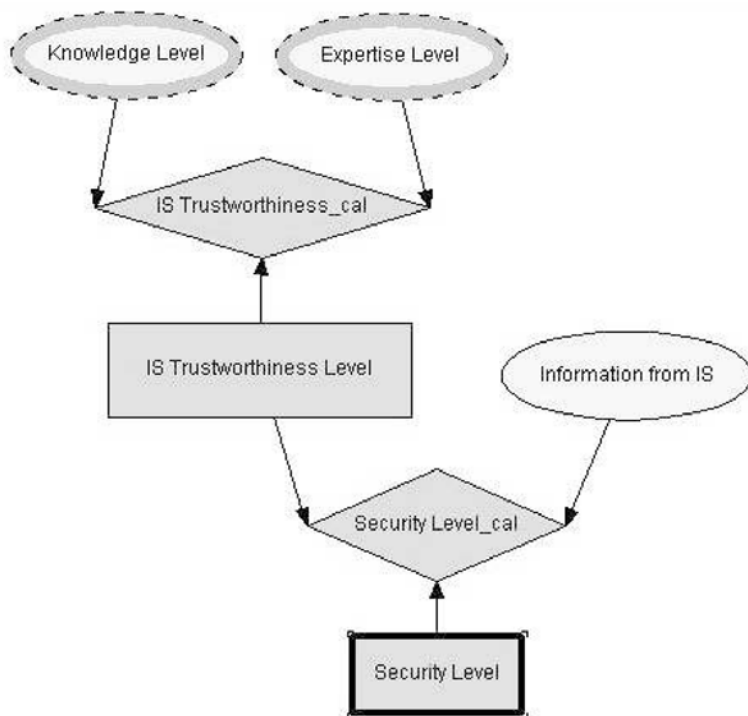 Knowledge Level
Expertise Level
IS Trustworthiness_cal
IS Trustworthiness Level
Information from IS
Security Level_cal
Security Level